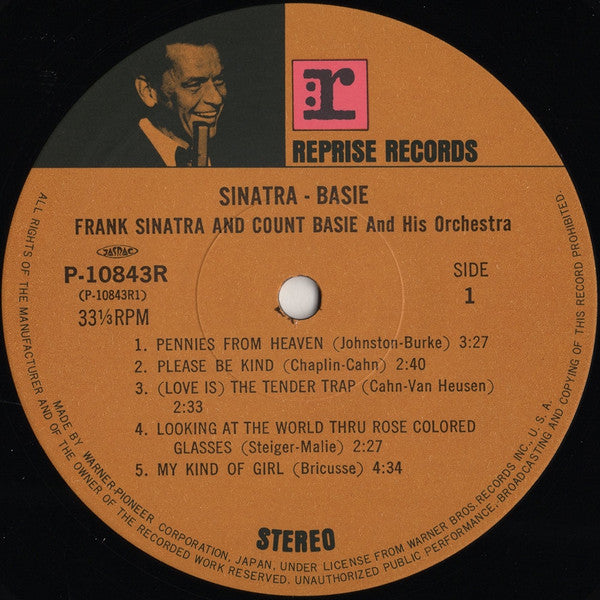 r
REPRISE RECORDS
SINATRA - BASIE
FRANK SINATRA AND COUNT BASIE And His Orchestra
JASRAC
P-10843R
(P-10843R1)
33⅓RPM
SIDE
1
1. PENNIES FROM HEAVEN (Johnston-Burke) 3:27
2. PLEASE BE KIND (Chaplin-Cahn) 2:40
3. (LOVE IS) THE TENDER TRAP (Cahn-Van Heusen)
2:33
4. LOOKING AT THE WORLD THRU ROSE COLORED
GLASSES (Steiger-Malie) 2:27
5. MY KIND OF GIRL (Bricusse) 4:34
STEREO
MADE BY WARNER-PIONEER CORPORATION, JAPAN, UNDER LICENSE FROM WARNER BROS. RECORDS INC., U. S. A.
ALL RIGHTS OF THE MANUFACTURER AND OF THE OWNER OF THE RECORDED WORK RESERVED. UNAUTHORIZED PUBLIC PERFORMANCE, BROADCASTING AND COPYING OF THIS RECORD PROHIBITED.